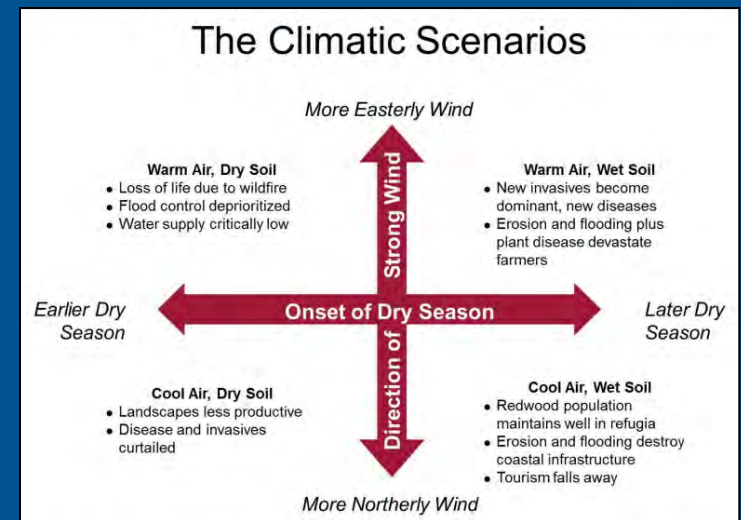 The Climatic Scenarios
More Easterly Wind
Warm Air, Dry Soil
• Loss of life due to wildfire
• Flood control deprioritized
• Water supply critically low
Warm Air, Wet Soil
• New invasives become
dominant, new diseases
• Erosion and flooding plus
plant disease devastate
farmers
Direction of Strong Wind
Earlier Dry
Season
Onset of Dry Season
Later Dry
Season
Cool Air, Dry Soil
• Landscapes less productive
• Disease and invasives
curtailed
Cool Air, Wet Soil
• Redwood population
maintains well in refugia
• Erosion and flooding destroy
coastal infrastructure
• Tourism falls away
More Northerly Wind